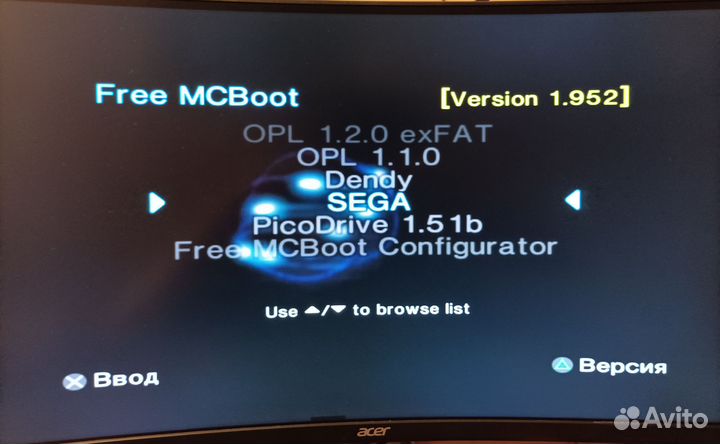 Free MCBoot [Version 1.952]
OPL 1.2.0 exFAT
OPL 1.1.0
Dendy
SEGA
PicoDrive 1.51b
Free MCBoot Configurator
Use ▲/▼ to browse list
Ввод Версия
acer
Avito